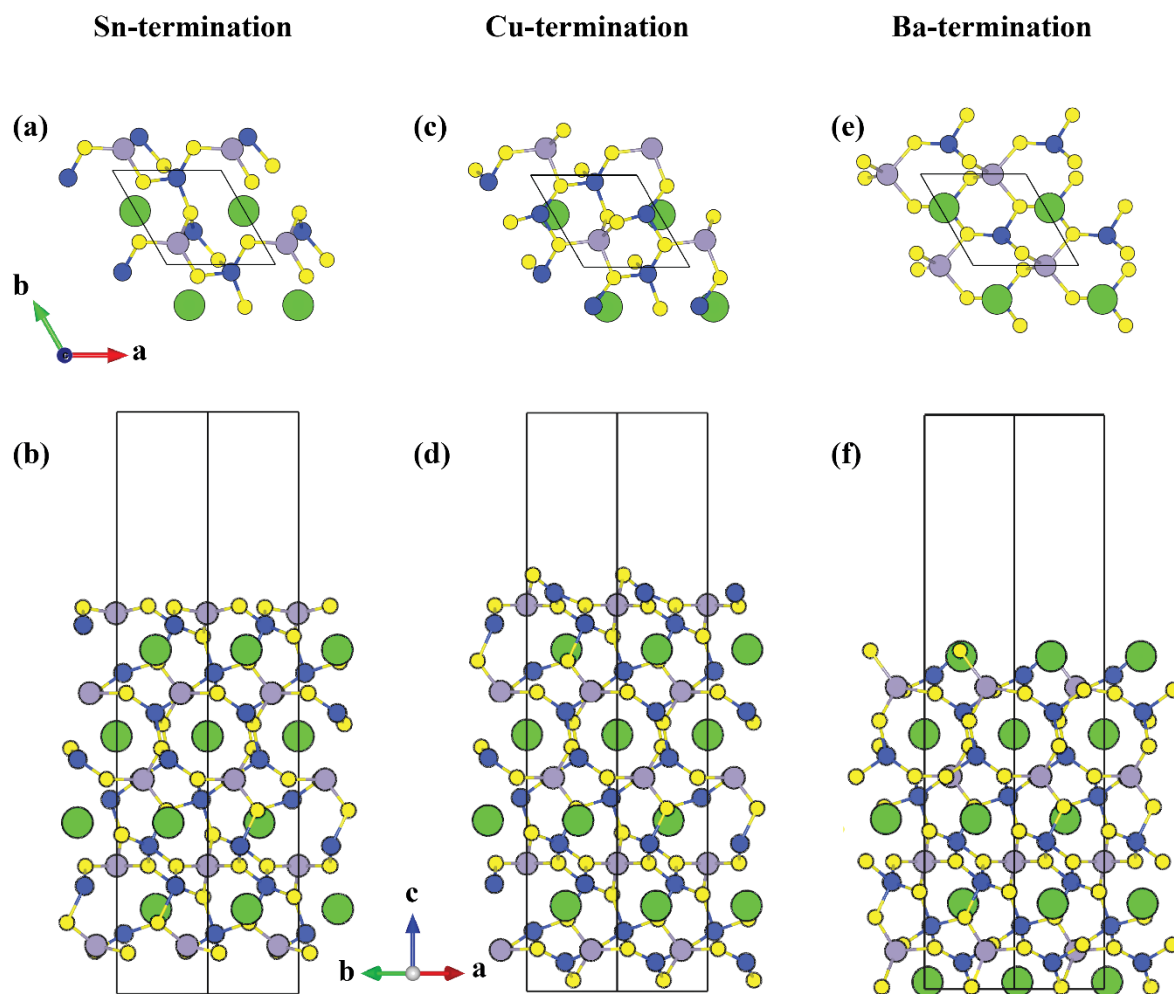 Sn-termination
Cu-termination
Ba-termination
(a)
(c)
(e)
b
a
(b)
(d)
(f)
c
b
a